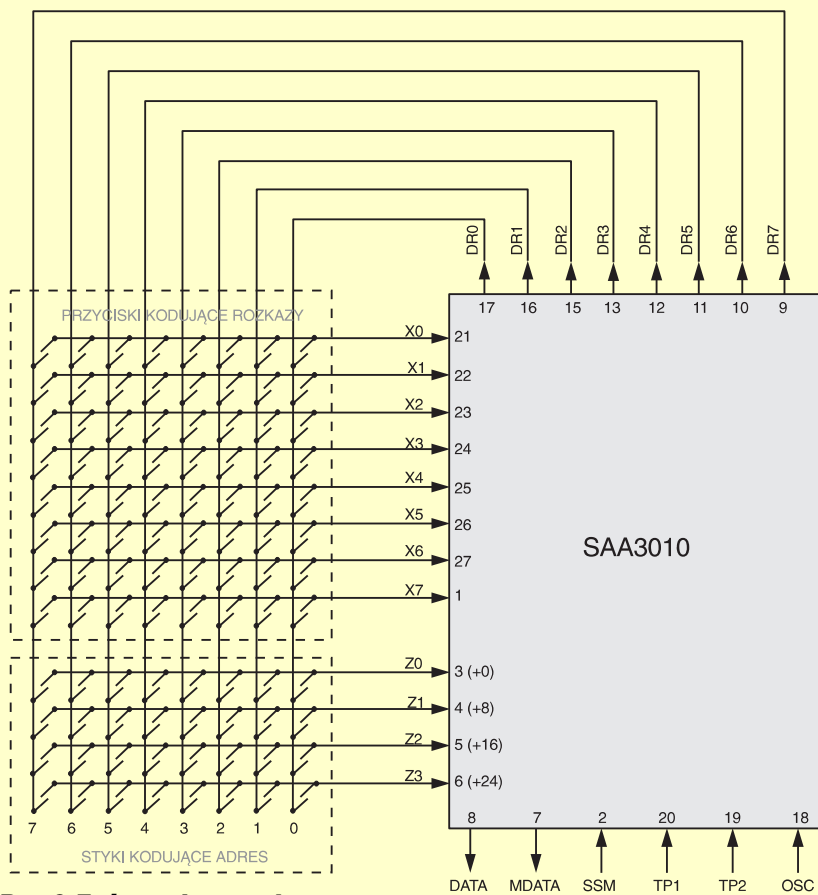 DR0 DR1 DR2 DR3 DR4 DR5 DR6 DR7
17 16 15 13 12 11 10 9
PRZYCISKI KODUJĄCE ROZKAZY
X0 21
X1 22
X2 23
X3 24
X4 25
X5 26
X6 27
X7 1
SAA3010
Z0 3 (+0)
Z1 4 (+8)
Z2 5 (+16)
Z3 6 (+24)
7 6 5 4 3 2 1 0
8 7 2 20 19 18
STYKI KODUJĄCE ADRES
DATA MDATA SSM TP1 TP2 OSC